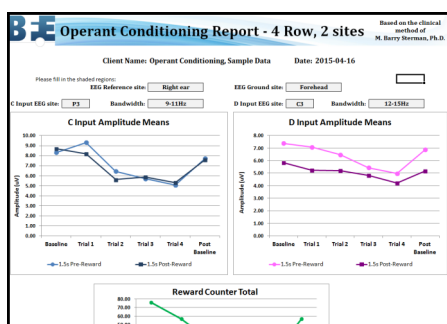 BFE
Operant Conditioning Report - 4 Row, 2 sites
Based on the clinical
method of
M. Barry Sterman, Ph.D.
Client Name: Operant Conditioning, Sample Data Date: 2015-04-16
Please fill in the shaded regions:
EEG Reference site: Right ear EEG Ground site: Forehead
C Input EEG site: P3 Bandwidth: 9-11Hz D Input EEG site: C3 Bandwidth: 12-15Hz
C Input Amplitude Means
Amplitude (uV)
10.00
9.00
8.00
7.00
6.00
5.00
4.00
3.00
2.00
1.00
0.00
Baseline Trial 1 Trial 2 Trial 3 Trial 4 Post
Baseline
1.5s Pre-Reward 1.5s Post-Reward
D Input Amplitude Means
Amplitude (uV)
8.00
7.00
6.00
5.00
4.00
3.00
2.00
1.00
0.00
Baseline Trial 1 Trial 2 Trial 3 Trial 4 Post
Baseline
1.5s Pre-Reward 1.5s Post-Reward
Reward Counter Total
80.00
70.00
60.00
50.00